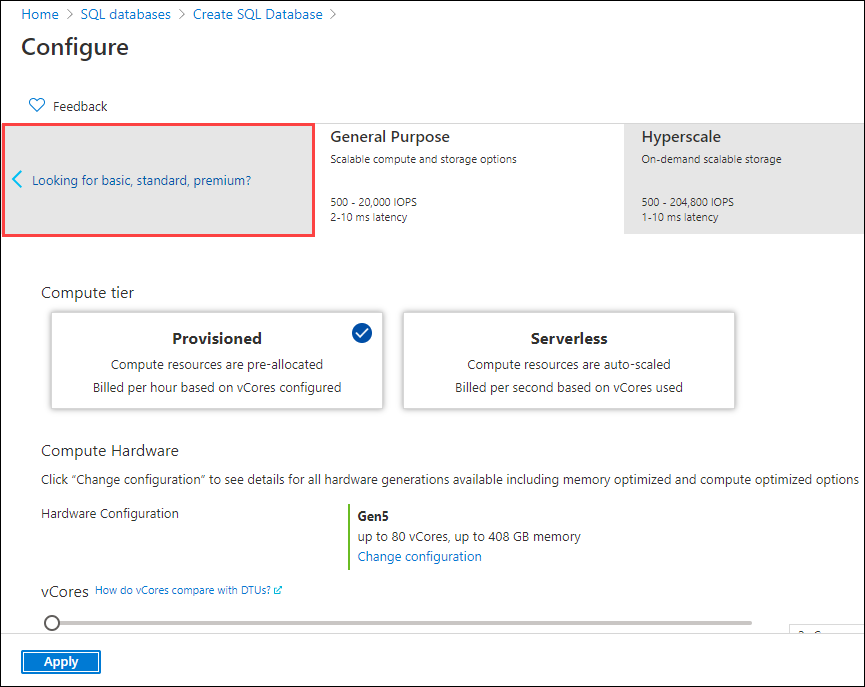 Home > SQL databases > Create SQL Database >
Configure
Feedback
Looking for basic, standard, premium?
General Purpose
Scalable compute and storage options
500 - 20,000 IOPS
2-10 ms latency
Hyperscale
On-demand scalable storage
500 - 204,800 IOPS
1-10 ms latency
Compute tier
Provisioned
Compute resources are pre-allocated
Billed per hour based on vCores configured
Serverless
Compute resources are auto-scaled
Billed per second based on vCores used
Compute Hardware
Click “Change configuration” to see details for all hardware generations available including memory optimized and compute optimized options
Hardware Configuration
Gen5
up to 80 vCores, up to 408 GB memory
Change configuration
vCores How do vCores compare with DTUs?
Apply